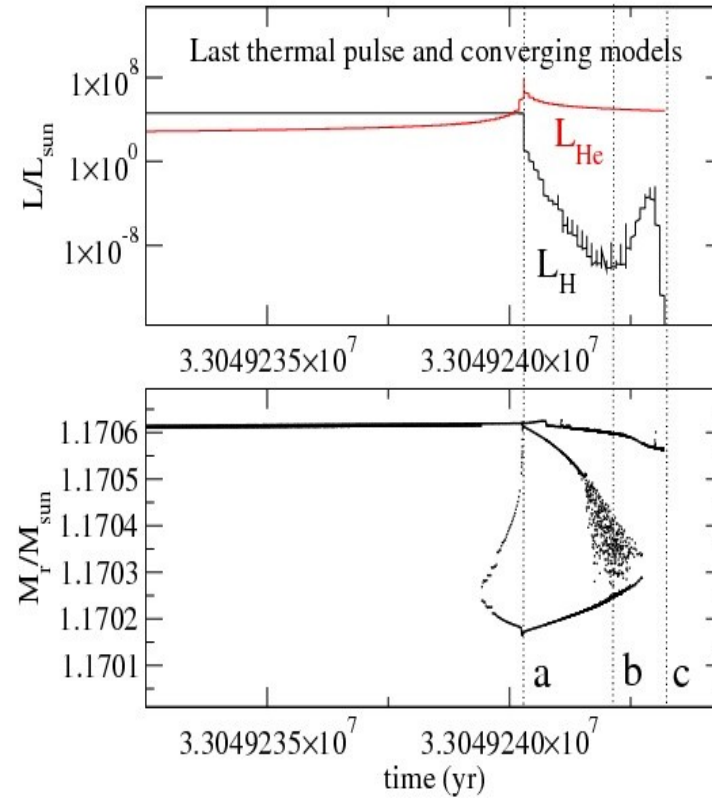 Last thermal pulse and converging models
L/L_sun
1×10^8
1×10^0
1×10^-8
L_He
L_H
3.3049235×10^7 3.3049240×10^7
M_r/M_sun
1.1706
1.1705
1.1704
1.1703
1.1702
1.1701
a b c
3.3049235×10^7 3.3049240×10^7
time (yr)